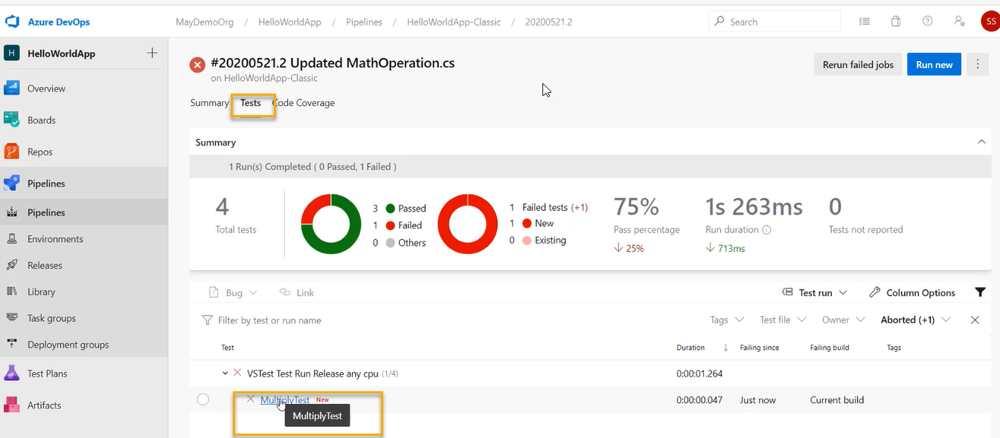 Azure DevOps
MayDemoOrg / HelloWorldApp / Pipelines / HelloWorldApp-Classic / 20200521.2
Search
SS
H HelloWorldApp
Overview
Boards
Repos
Pipelines
Pipelines
Environments
Releases
Library
Task groups
Deployment groups
Test Plans
Artifacts
#20200521.2 Updated MathOperation.cs
on HelloWorldApp-Classic
Rerun failed jobs
Run new
Summary Tests Code Coverage
Summary
1 Run(s) Completed ( 0 Passed, 1 Failed )
4
Total tests
3 Passed
1 Failed
0 Others
1 Failed tests (+1)
1 New
0 Existing
75%
Pass percentage
25%
1s 263ms
Run duration
713ms
0
Tests not reported
Bug Link Test run Column Options
Filter by test or run name Tags Test file Owner Aborted (+1)
Test Duration Failing since Failing build Tags
VSTest Test Run Release any cpu (1/4) 0:00:01.264
MultiplyTest New 0:00:00.047 Just now Current build
MultiplyTest